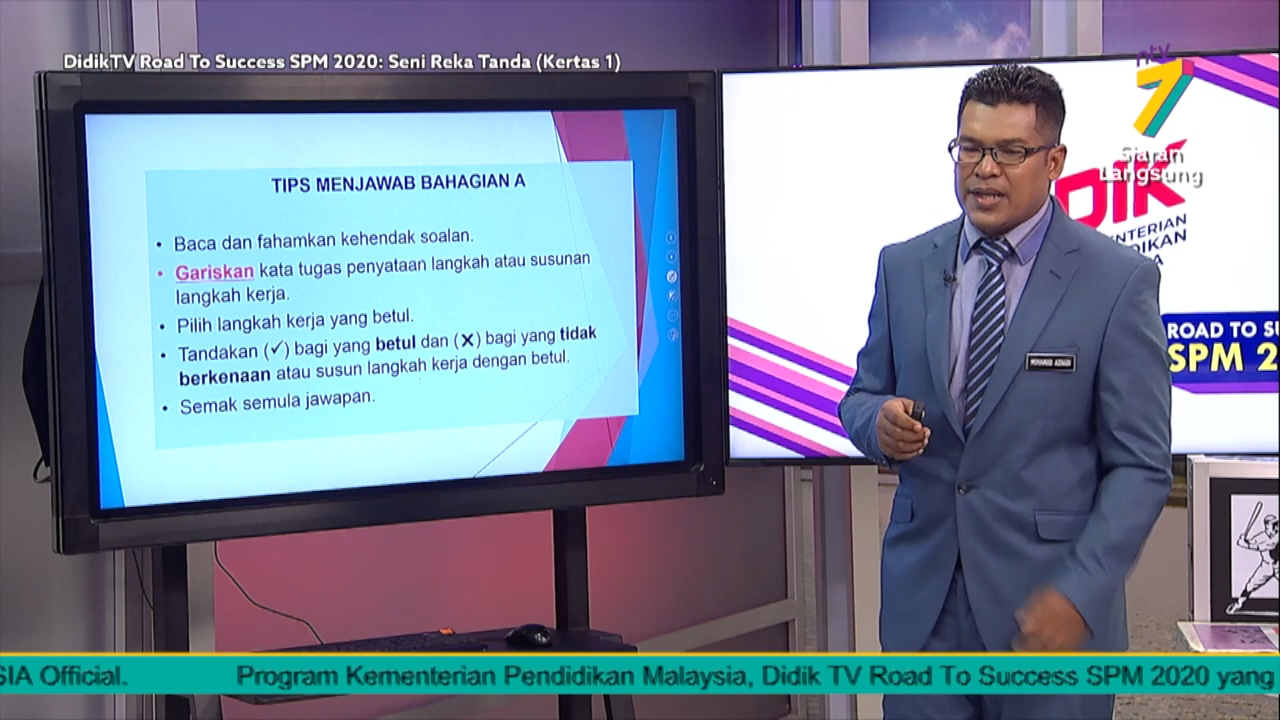 DidikTV Road To Success SPM 2020: Seni Reka Tanda (Kertas 1)
ntv
7
Siaran
Langsung
TIPS MENJAWAB BAHAGIAN A
• Baca dan fahamkan kehendak soalan.
• Gariskan kata tugas penyataan langkah atau susunan
langkah kerja.
• Pilih langkah kerja yang betul.
• Tandakan (✓) bagi yang betul dan (✗) bagi yang tidak
berkenaan atau susun langkah kerja dengan betul.
• Semak semula jawapan.
DIK
NTERIAN
DIKAN
A
ROAD TO SU
SPM 2
SIA Official. Program Kementerian Pendidikan Malaysia, Didik TV Road To Success SPM 2020 yang